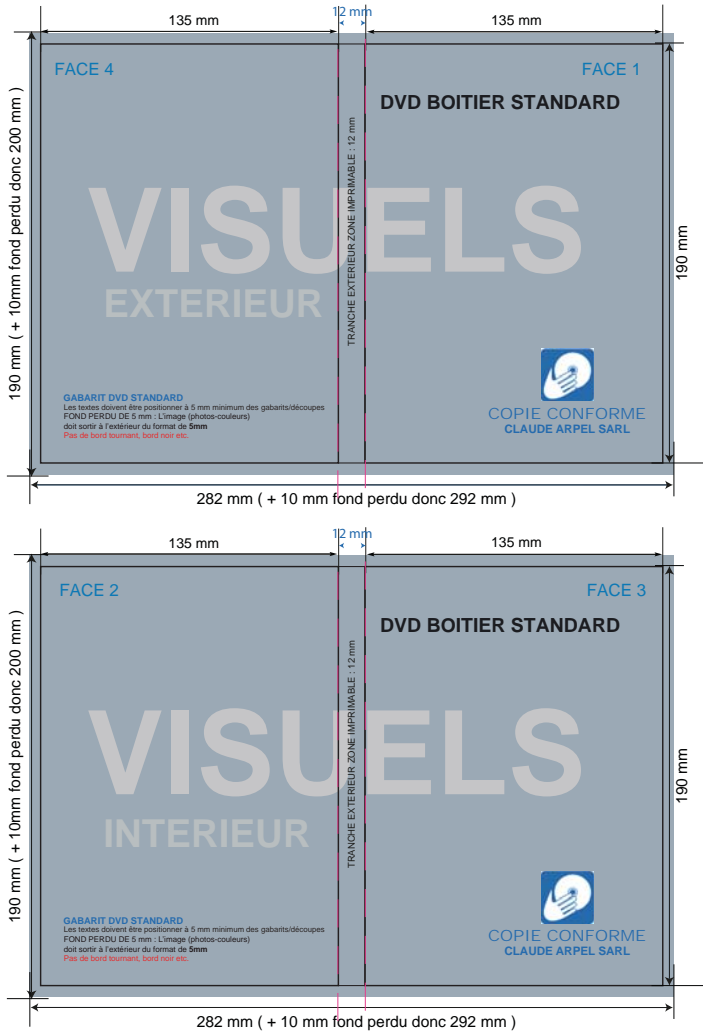 12 mm
135 mm
135 mm
FACE 4
FACE 1
DVD BOITIER STANDARD
190 mm ( + 10mm fond perdu donc 200 mm )
TRANCHE EXTERIEUR ZONE IMPRIMABLE : 12 mm
190 mm
VISUELS
EXTERIEUR
GABARIT DVD STANDARD
Les textes doivent être positionner à 5 mm minimum des gabarits/découpes
FOND PERDU DE 5 mm : L'image (photos-couleurs)
doit sortir à l'extérieur du format de 5mm
Pas de bord tournant, bord noir etc.
COPIE CONFORME
CLAUDE ARPEL SARL
282 mm ( + 10 mm fond perdu donc 292 mm )
12 mm
135 mm
135 mm
FACE 2
FACE 3
DVD BOITIER STANDARD
190 mm ( + 10mm fond perdu donc 200 mm )
TRANCHE EXTERIEUR ZONE IMPRIMABLE : 12 mm
190 mm
VISUELS
INTERIEUR
GABARIT DVD STANDARD
Les textes doivent être positionner à 5 mm minimum des gabarits/découpes
FOND PERDU DE 5 mm : L'image (photos-couleurs)
doit sortir à l'extérieur du format de 5mm
Pas de bord tournant, bord noir etc.
COPIE CONFORME
CLAUDE ARPEL SARL
282 mm ( + 10 mm fond perdu donc 292 mm )